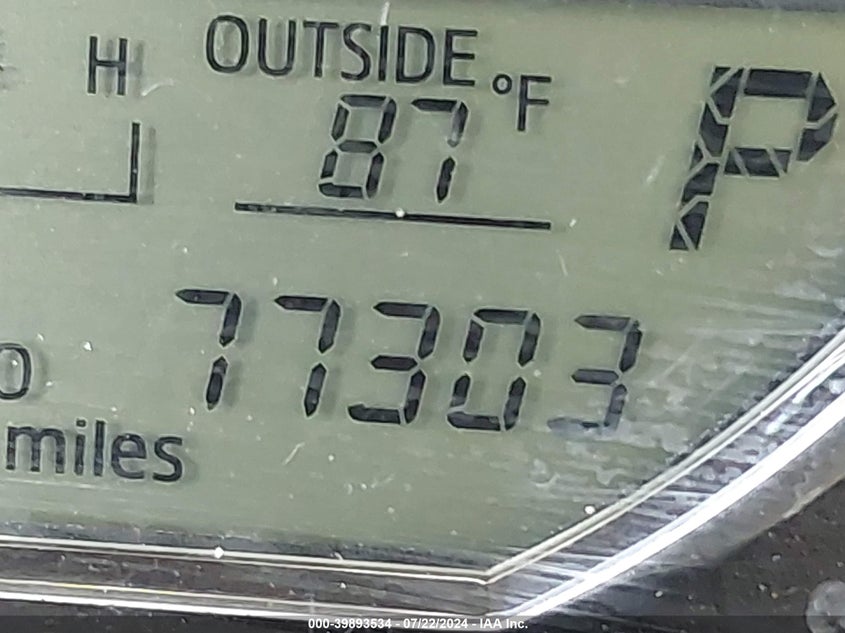 H OUTSIDE °F
87
P
77303
miles
000-39893534 - 07/22/2024 - IAA Inc.